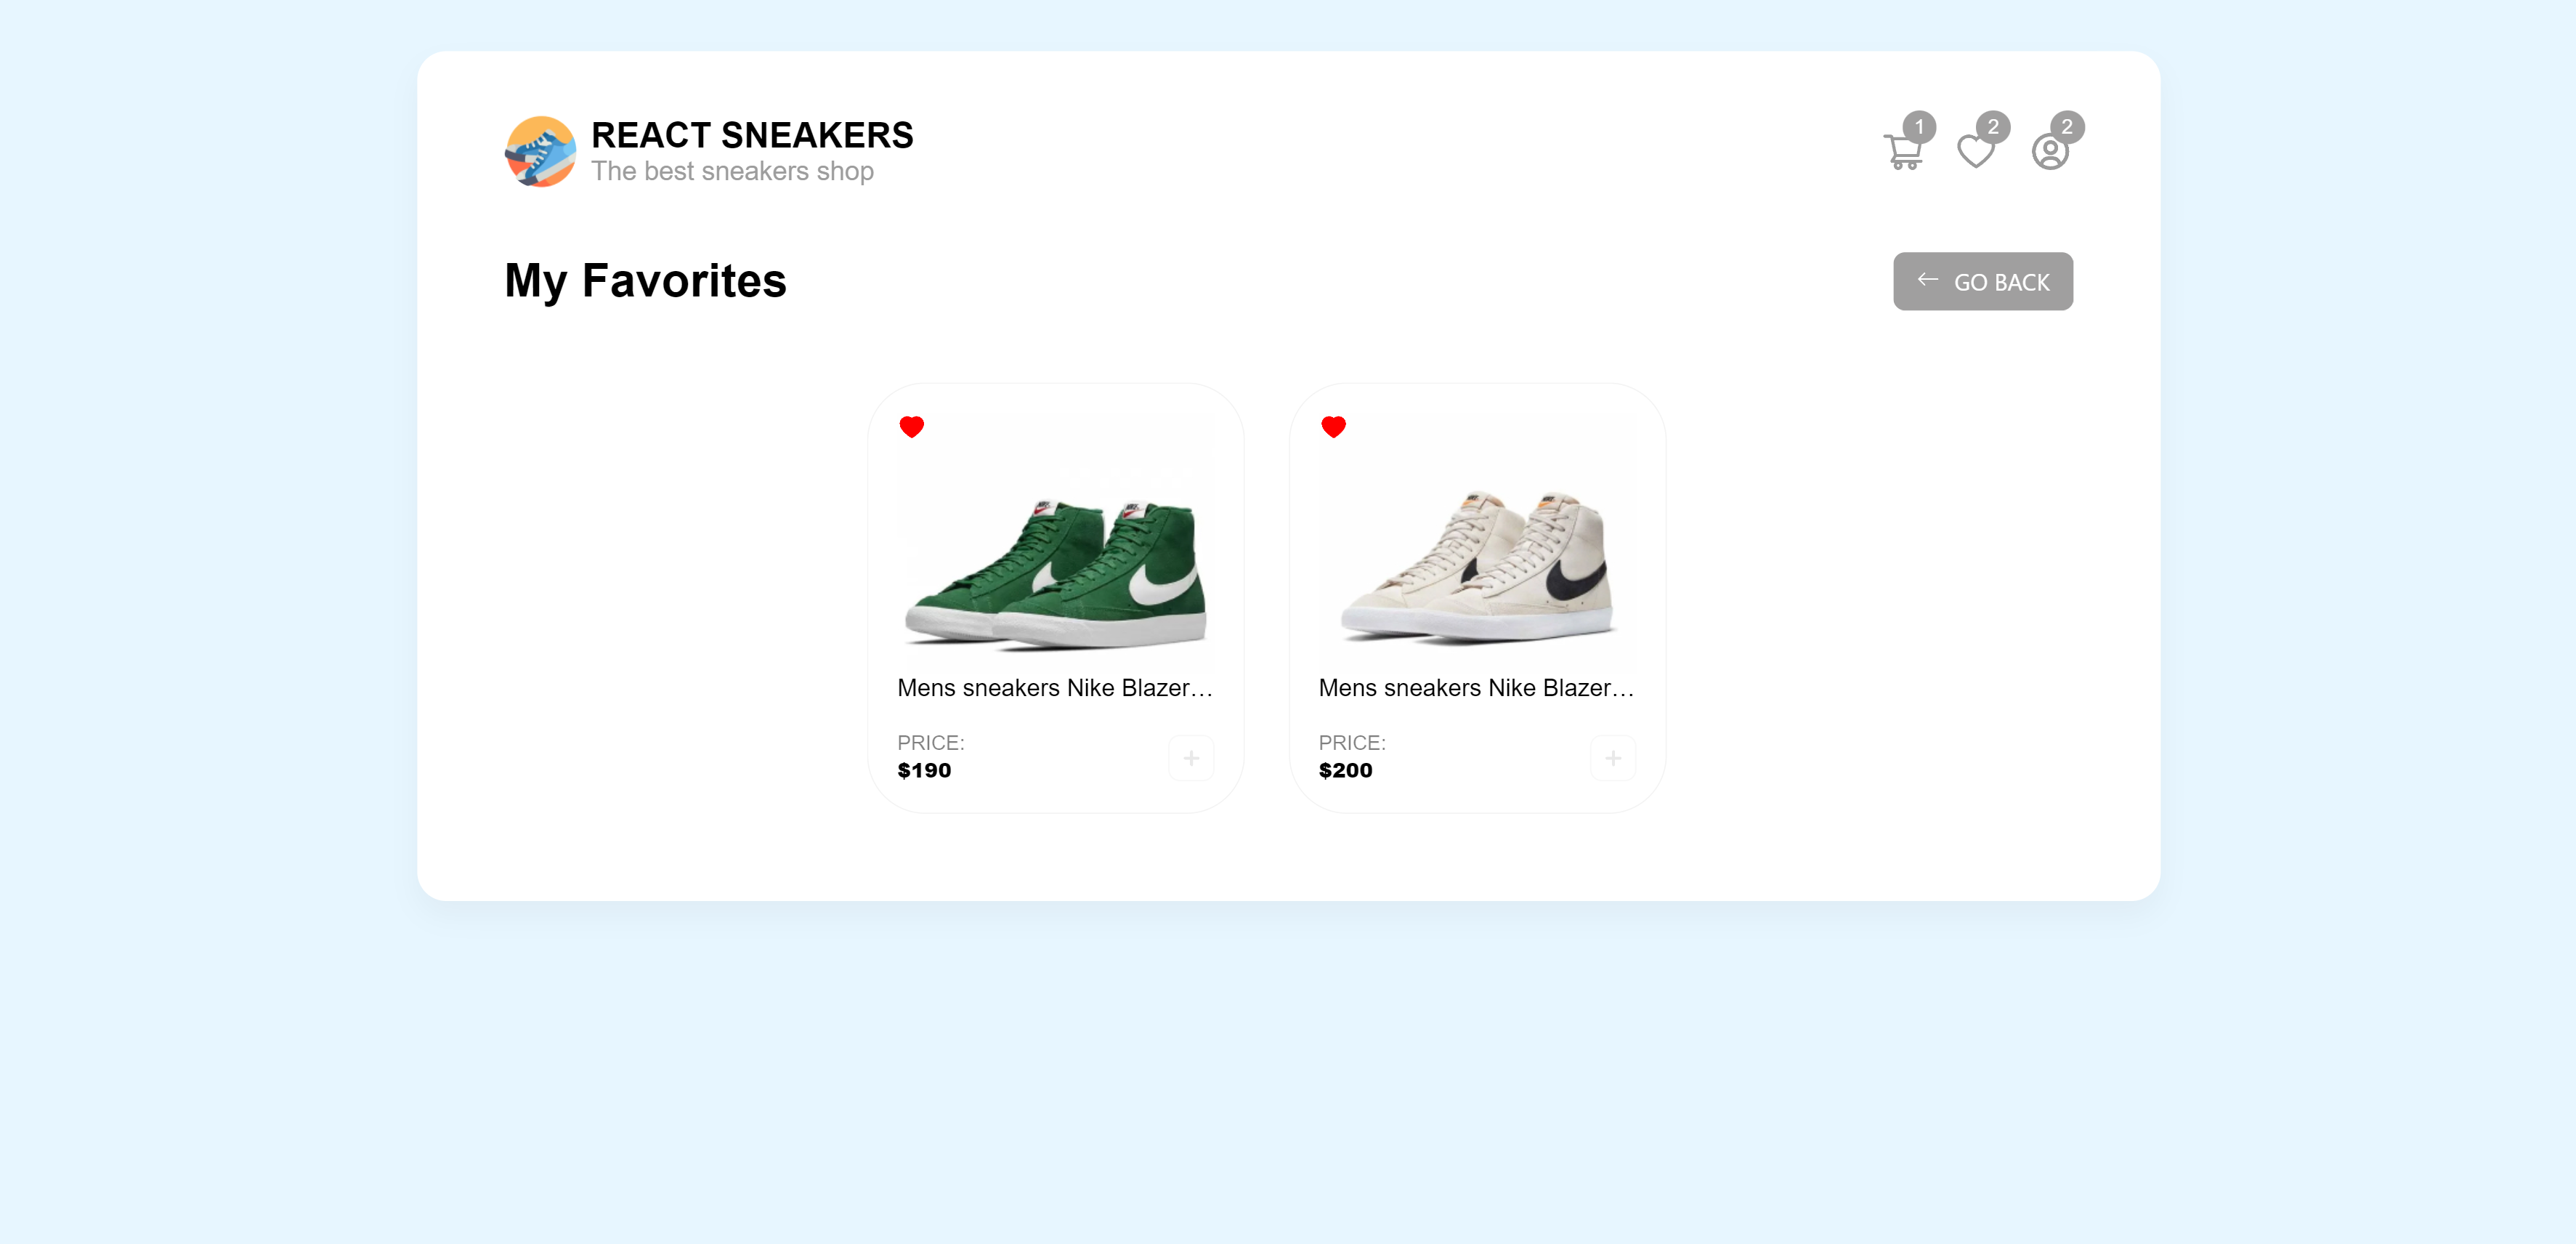 REACT SNEAKERS
The best sneakers shop
1
2
2
My Favorites
GO BACK
Mens sneakers Nike Blazer…
PRICE:
$190
Mens sneakers Nike Blazer…
PRICE:
$200